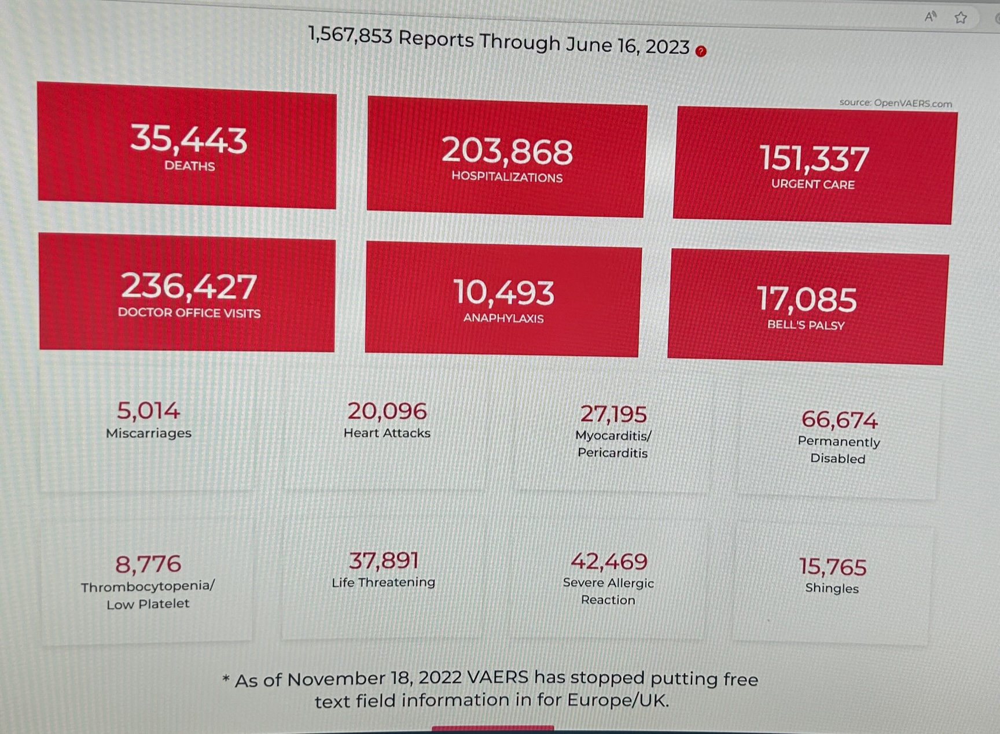 1,567,853 Reports Through June 16, 2023 ?
source: OpenVAERS.com
35,443
DEATHS
203,868
HOSPITALIZATIONS
151,337
URGENT CARE
236,427
DOCTOR OFFICE VISITS
10,493
ANAPHYLAXIS
17,085
BELL'S PALSY
5,014
Miscarriages
20,096
Heart Attacks
27,195
Myocarditis/
Pericarditis
66,674
Permanently
Disabled
8,776
Thrombocytopenia/
Low Platelet
37,891
Life Threatening
42,469
Severe Allergic
Reaction
15,765
Shingles
* As of November 18, 2022 VAERS has stopped putting free
text field information in for Europe/UK.